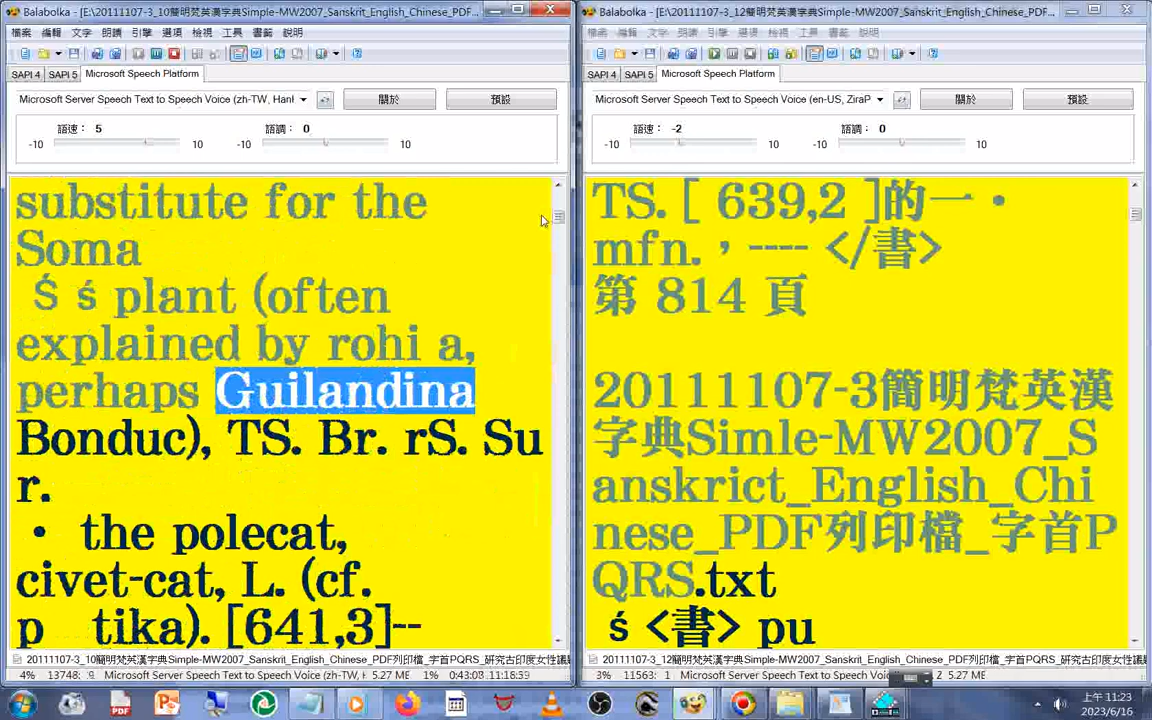 Balabolka - [E:\20111107-3_10簡明梵英漢字典Simple-MW2007_Sanskrit_English_Chinese_PDF...
檔案 編輯 文字 朗讀 引擎 選項 檢視 工具 書籤 說明
SAPI 4 SAPI 5 Microsoft Speech Platform
Microsoft Server Speech Text to Speech Voice (zh-TW, Hanl
關於
預設
語速： 5
語調： 0
-10 10 -10 10
substitute for the
Soma
Ś ś plant (often
explained by rohi a,
perhaps Guilandina
Bonduc), TS. Br. rS. Su
r.
• the polecat,
civet-cat, L. (cf.
p tika). [641,3]--
20111107-3_10簡明梵英漢字典Simple-MW2007_Sanskrit_English_Chinese_PDF列印檔_字首PQRS_研究古印度女性議
4% 13748: Microsoft Server Speech Text to Speech Voice (zh-TW, H 5.27 ME 1% 0:43:03
Balabolka - [E:\20111107-3_12簡明梵英漢字典Simple-MW2007_Sanskrit_English_Chinese_PDF...
檔案 編輯 文字 朗讀 引擎 選項 檢視 工具 書籤 說明
SAPI 4 SAPI 5 Microsoft Speech Platform
Microsoft Server Speech Text to Speech Voice (en-US, ZiraP
關於
預設
語速： -2
語調： 0
-10 10 -10 10
TS. [ 639,2 ]的一・
mfn.，---- </書>
第 814 頁
20111107-3簡明梵英漢
字典Simle-MW2007_S
anskrict_English_Chi
nese_PDF列印檔_字首P
QRS.txt
ś <書> pu
20111107-3_12簡明梵英漢字典Simple-MW2007_Sanskrit_English_Chinese_PDF列印檔_字首PQRS_研究古印度女性議
3% 11563: Microsoft Server Speech Text to Speech Voice 5.27 ME
上午 11:23
2023/6/16